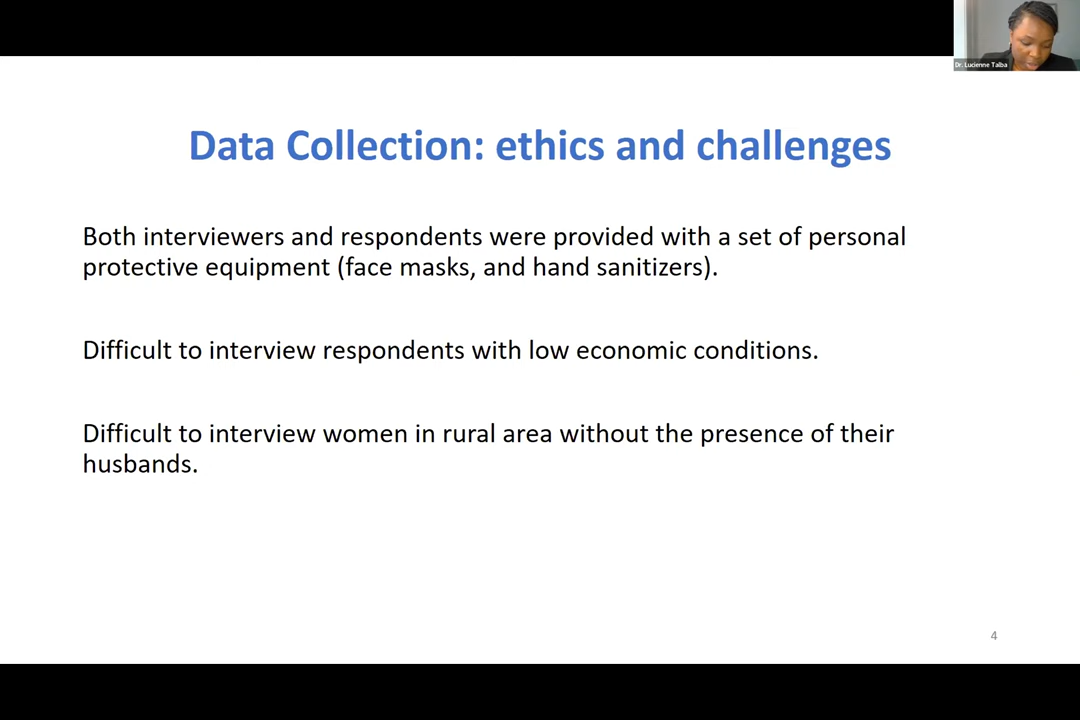 Dr. Lucienne Talba
Data Collection: ethics and challenges
Both interviewers and respondents were provided with a set of personal
protective equipment (face masks, and hand sanitizers).
Difficult to interview respondents with low economic conditions.
Difficult to interview women in rural area without the presence of their
husbands.
4